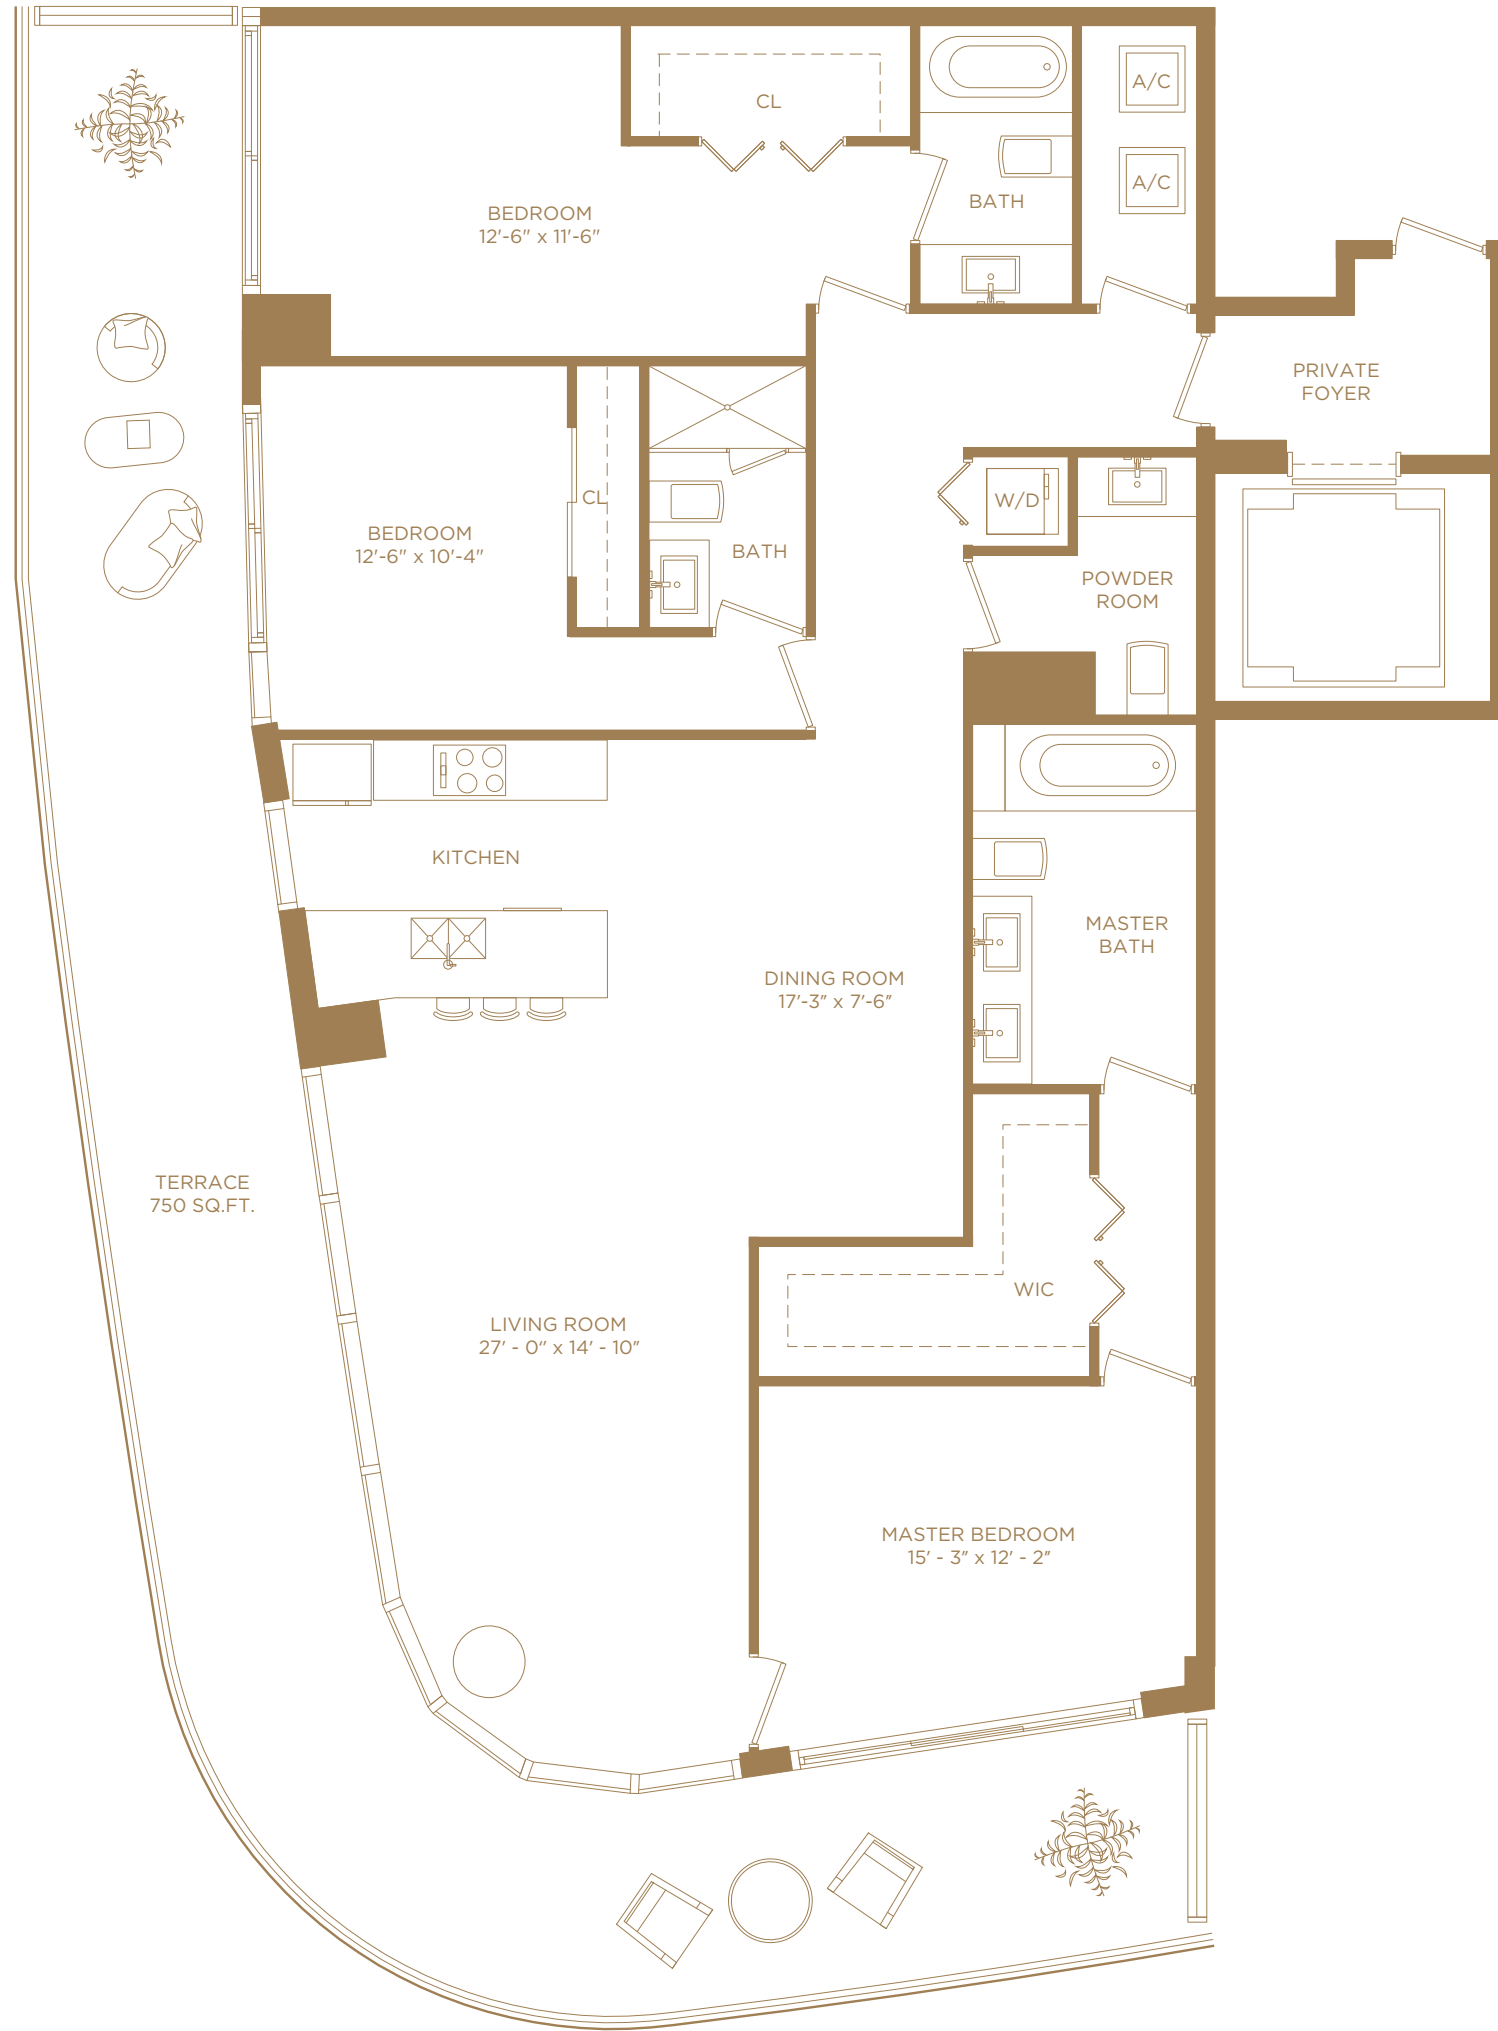 A/C
CL
A/C
BATH
BEDROOM
12'-6" x 11'-6"
PRIVATE
FOYER
CL
W/D
BEDROOM
12'-6" x 10'-4"
BATH
POWDER
ROOM
KITCHEN
MASTER
BATH
DINING ROOM
17'-3" x 7'-6"
TERRACE
750 SQ.FT.
WIC
LIVING ROOM
27' - 0'' x 14' - 10"
MASTER BEDROOM
15' - 3" x 12' - 2"